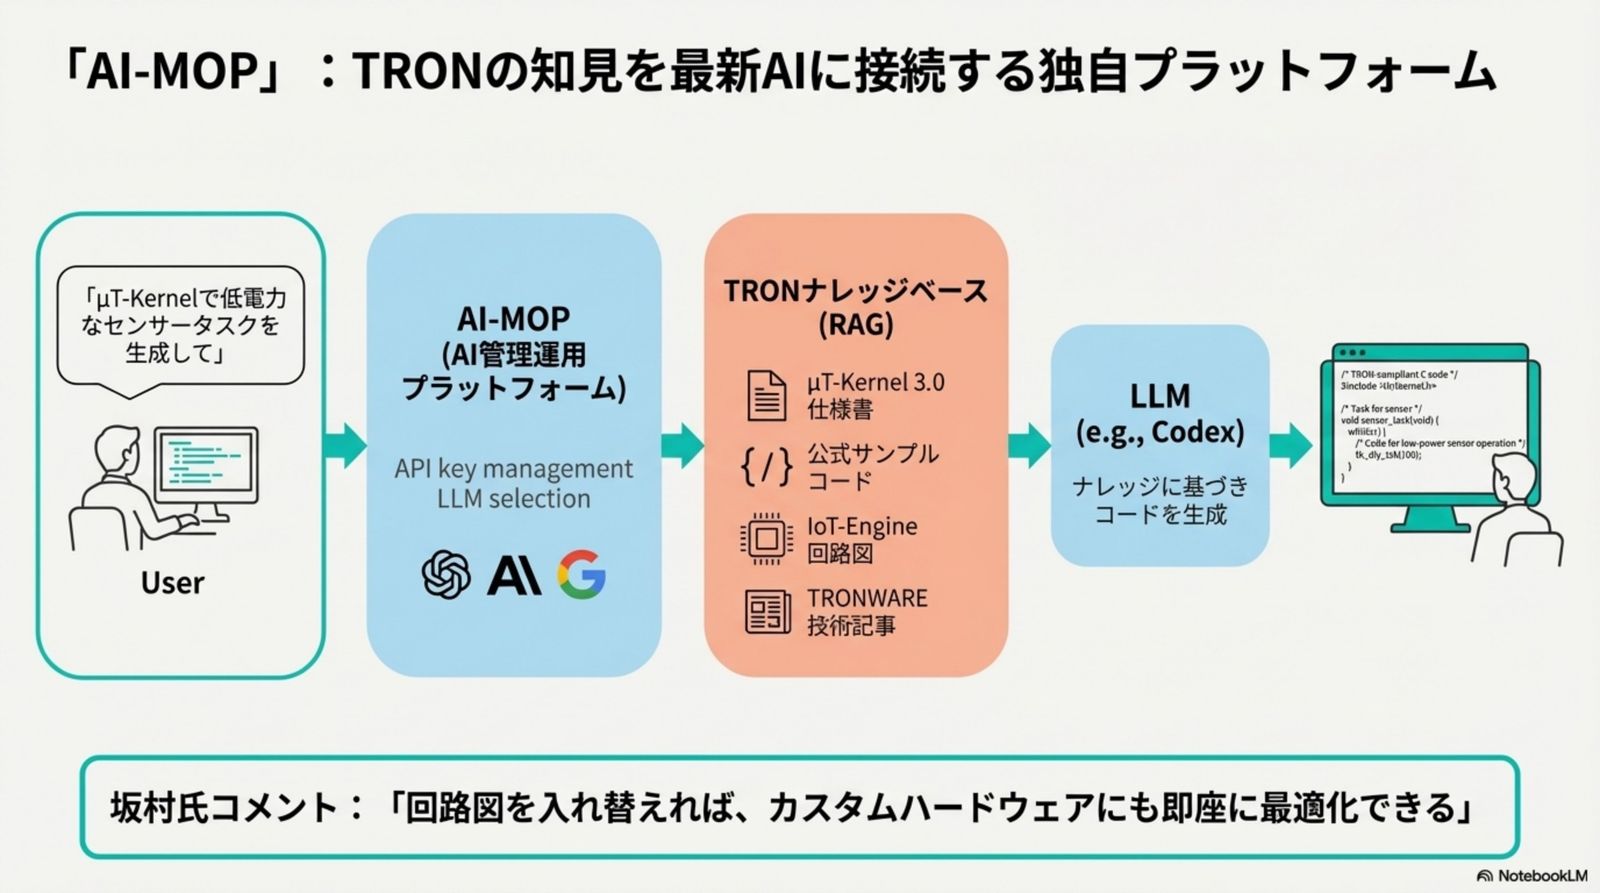 「AI-MOP」：TRONの知見を最新AIに接続する独自プラットフォーム
「μT-Kernelで低電力
なセンサータスクを
生成して」
User
AI-MOP
(AI管理運用
プラットフォーム)
API key management
LLM selection
TRONナレッジベース
(RAG)
μT-Kernel 3.0
仕様書
公式サンプル
コード
IoT-Engine
回路図
TRONWARE
技術記事
LLM
(e.g., Codex)
ナレッジに基づき
コードを生成
/* Task for senser */
void sensor_task(void) {
/* Code for low-power sensor operation */
}
}
坂村氏コメント：「回路図を入れ替えれば、カスタムハードウェアにも即座に最適化できる」
NotebookLM